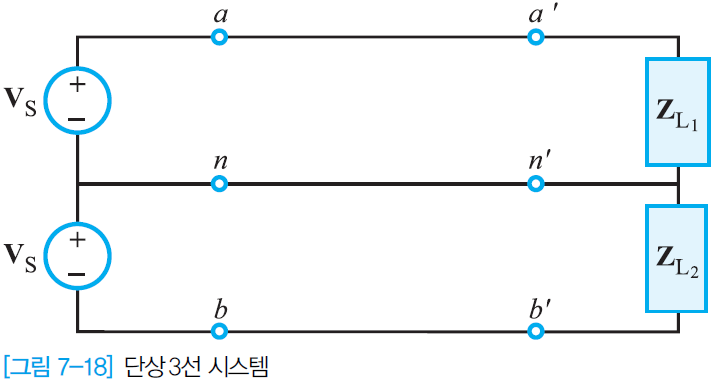 a a′
+
V_S
−
Z_L1
n n′
+
V_S
−
Z_L2
b b′
[그림 7–18] 단상3선 시스템